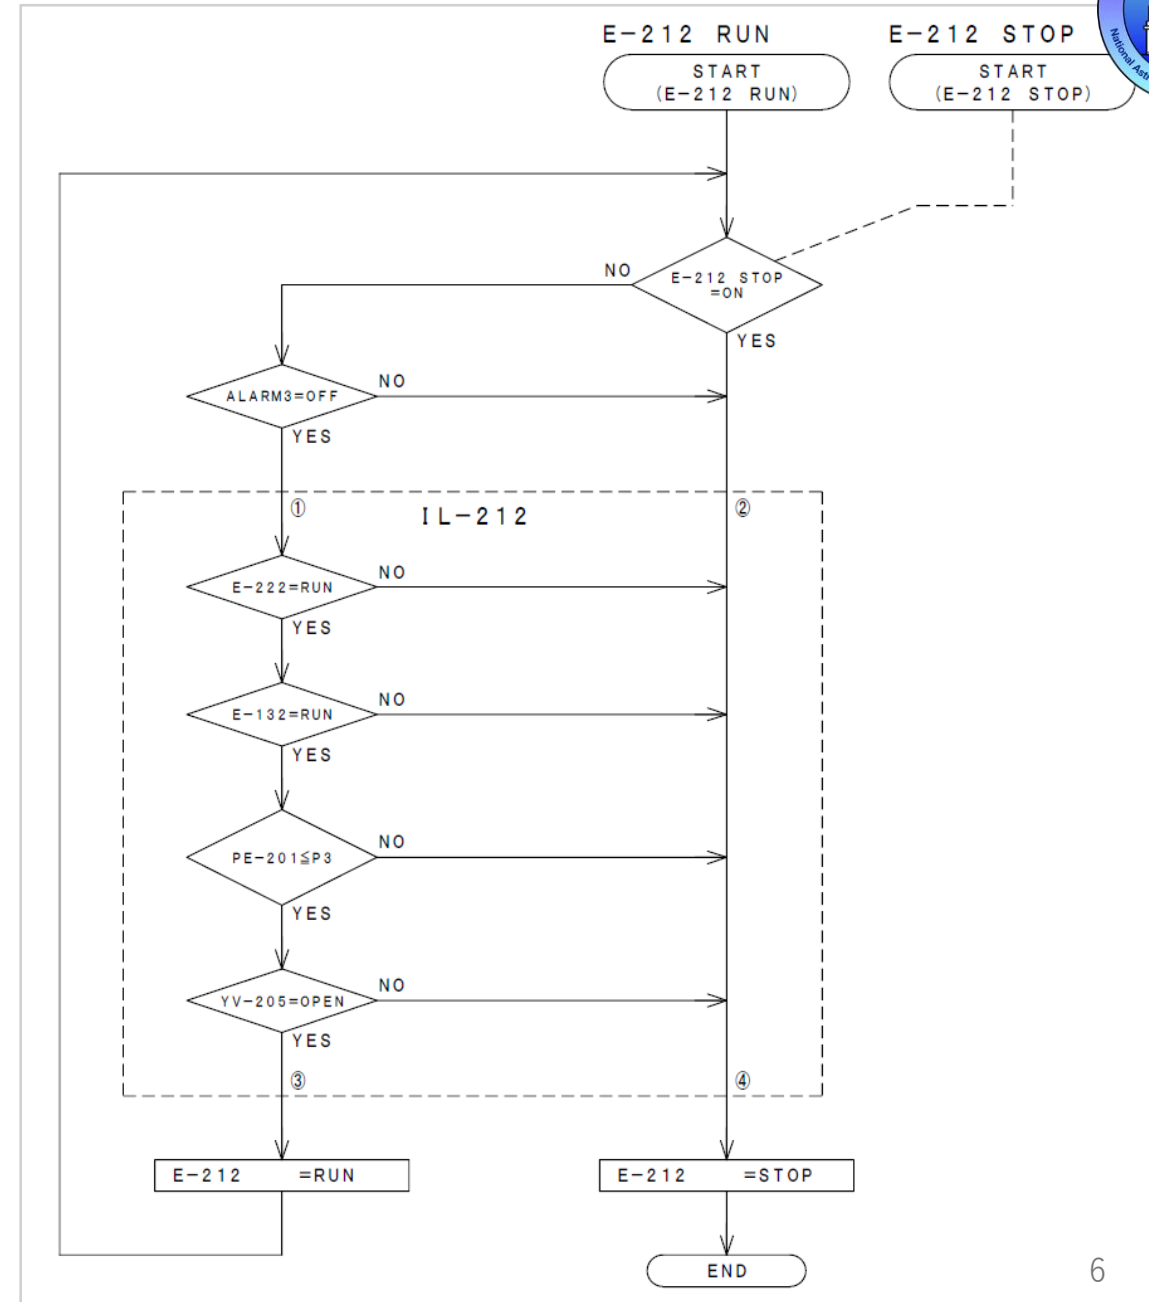 E-212 RUN
E-212 STOP
START
(E-212 RUN)
START
(E-212 STOP)
National
E-212 STOP
=ON
NO
YES
ALARM3=OFF
NO
YES
①
IL-212
②
E-222=RUN
NO
YES
E-132=RUN
NO
YES
PE-201≦P3
NO
YES
YV-205=OPEN
NO
YES
③
④
E-212 =RUN
E-212 =STOP
END
6